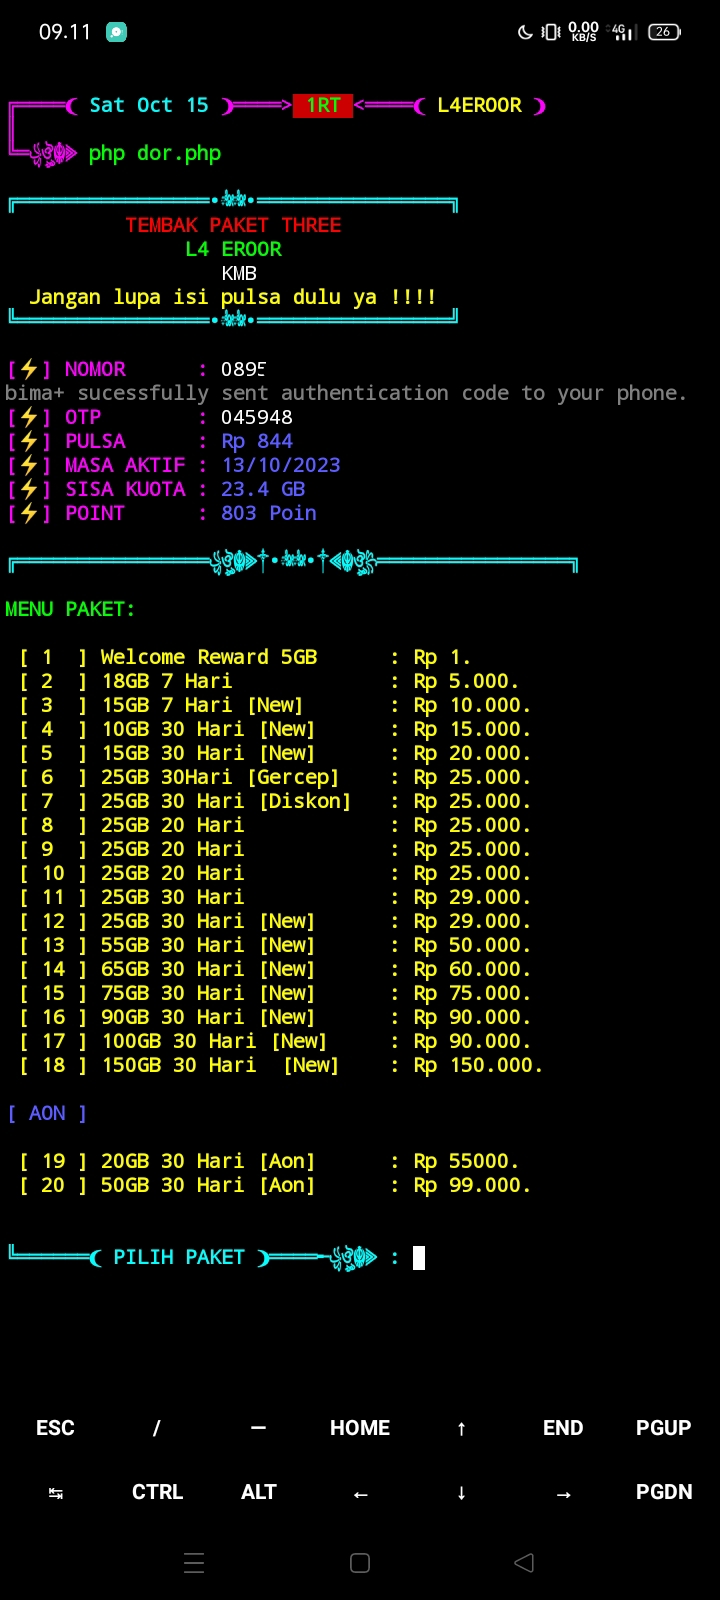 09.11 0.00 KB/S 4G 26
Sat Oct 15 > 1RT < L4EROOR
php dor.php
TEMBAK PAKET THREE
L4 EROOR
KMB
Jangan lupa isi pulsa dulu ya !!!!
[⚡] NOMOR : 0895
bima+ sucessfully sent authentication code to your phone.
[⚡] OTP : 045948
[⚡] PULSA : Rp 844
[⚡] MASA AKTIF : 13/10/2023
[⚡] SISA KUOTA : 23.4 GB
[⚡] POINT : 803 Poin
MENU PAKET:
[ 1 ] Welcome Reward 5GB : Rp 1.
[ 2 ] 18GB 7 Hari : Rp 5.000.
[ 3 ] 15GB 7 Hari [New] : Rp 10.000.
[ 4 ] 10GB 30 Hari [New] : Rp 15.000.
[ 5 ] 15GB 30 Hari [New] : Rp 20.000.
[ 6 ] 25GB 30Hari [Gercep] : Rp 25.000.
[ 7 ] 25GB 30 Hari [Diskon] : Rp 25.000.
[ 8 ] 25GB 20 Hari : Rp 25.000.
[ 9 ] 25GB 20 Hari : Rp 25.000.
[ 10 ] 25GB 20 Hari : Rp 25.000.
[ 11 ] 25GB 30 Hari : Rp 29.000.
[ 12 ] 25GB 30 Hari [New] : Rp 29.000.
[ 13 ] 55GB 30 Hari [New] : Rp 50.000.
[ 14 ] 65GB 30 Hari [New] : Rp 60.000.
[ 15 ] 75GB 30 Hari [New] : Rp 75.000.
[ 16 ] 90GB 30 Hari [New] : Rp 90.000.
[ 17 ] 100GB 30 Hari [New] : Rp 90.000.
[ 18 ] 150GB 30 Hari [New] : Rp 150.000.
[ AON ]
[ 19 ] 20GB 30 Hari [Aon] : Rp 55000.
[ 20 ] 50GB 30 Hari [Aon] : Rp 99.000.
PILIH PAKET :
ESC / — HOME ↑ END PGUP
↹ CTRL ALT ← ↓ → PGDN